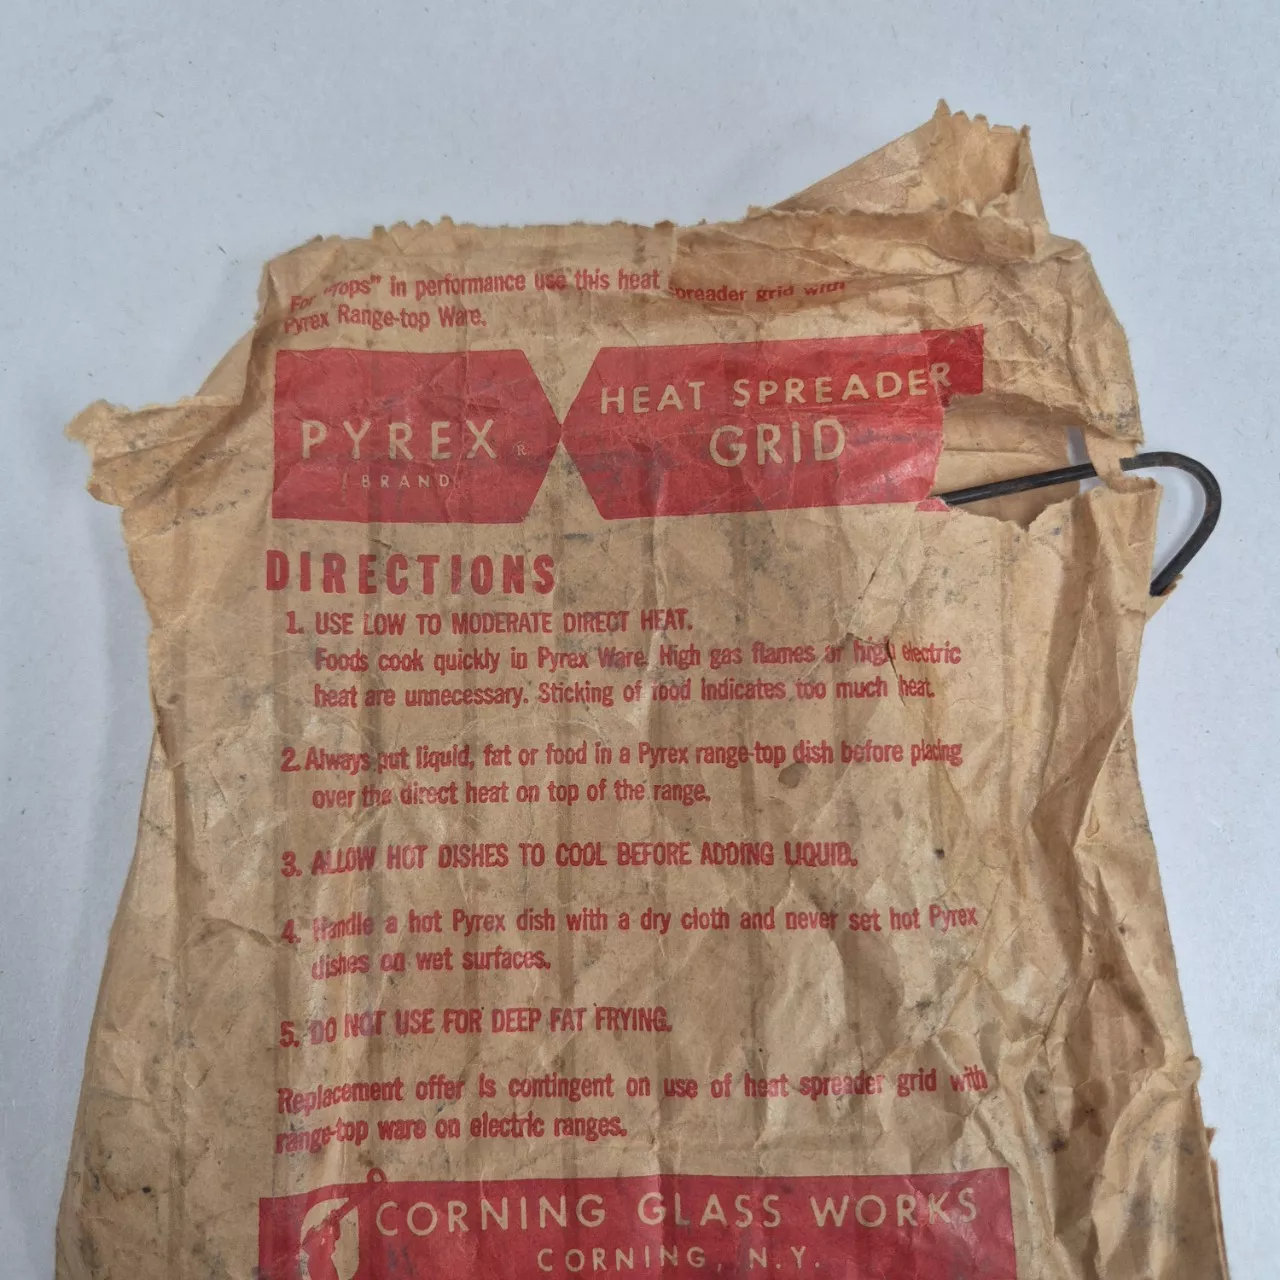 For "Tops" in performance use this heat spreader grid with
Pyrex Range-top Ware.
PYREX ®
BRAND
HEAT SPREADER
GRID
DIRECTIONS
1. USE LOW TO MODERATE DIRECT HEAT.
Foods cook quickly in Pyrex Ware. High gas flames or high electric
heat are unnecessary. Sticking of food indicates too much heat.
2. Always put liquid, fat or food in a Pyrex range-top dish before placing
over the direct heat on top of the range.
3. ALLOW HOT DISHES TO COOL BEFORE ADDING LIQUID.
4. Handle a hot Pyrex dish with a dry cloth and never set hot Pyrex
dishes on wet surfaces.
5. DO NOT USE FOR DEEP FAT FRYING.
Replacement offer is contingent on use of heat spreader grid with
range-top ware on electric ranges.
CORNING GLASS WORKS
CORNING, N.Y.